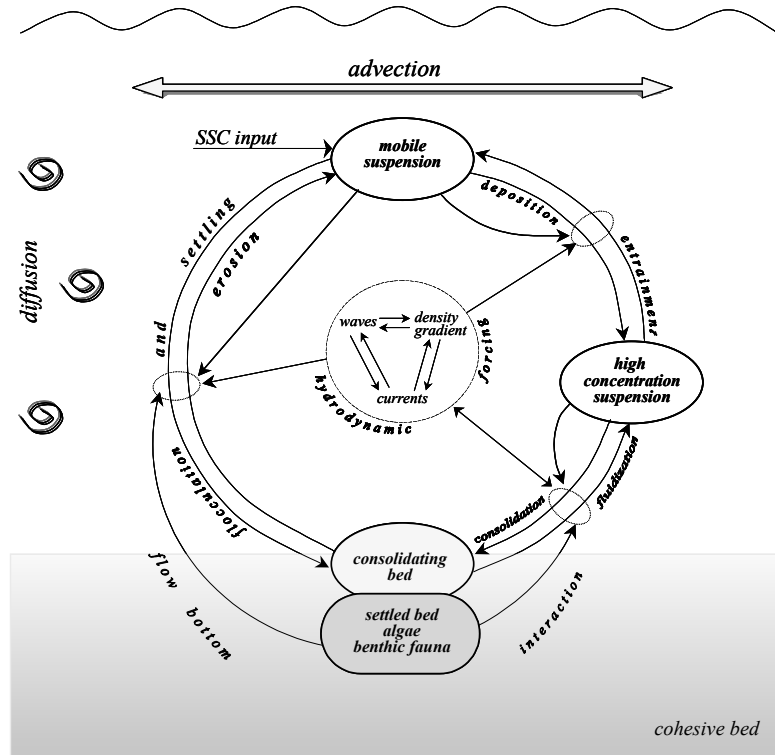 advection
SSC input
mobile
suspension
deposition
entrainment
settling
and
flocculation
erosion
diffusion
waves
density
gradient
currents
hydrodynamic
forcing
high
concentration
suspension
consolidation
fluidization
consolidating
bed
settled bed
algae
benthic fauna
flow
bottom
interaction
cohesive bed